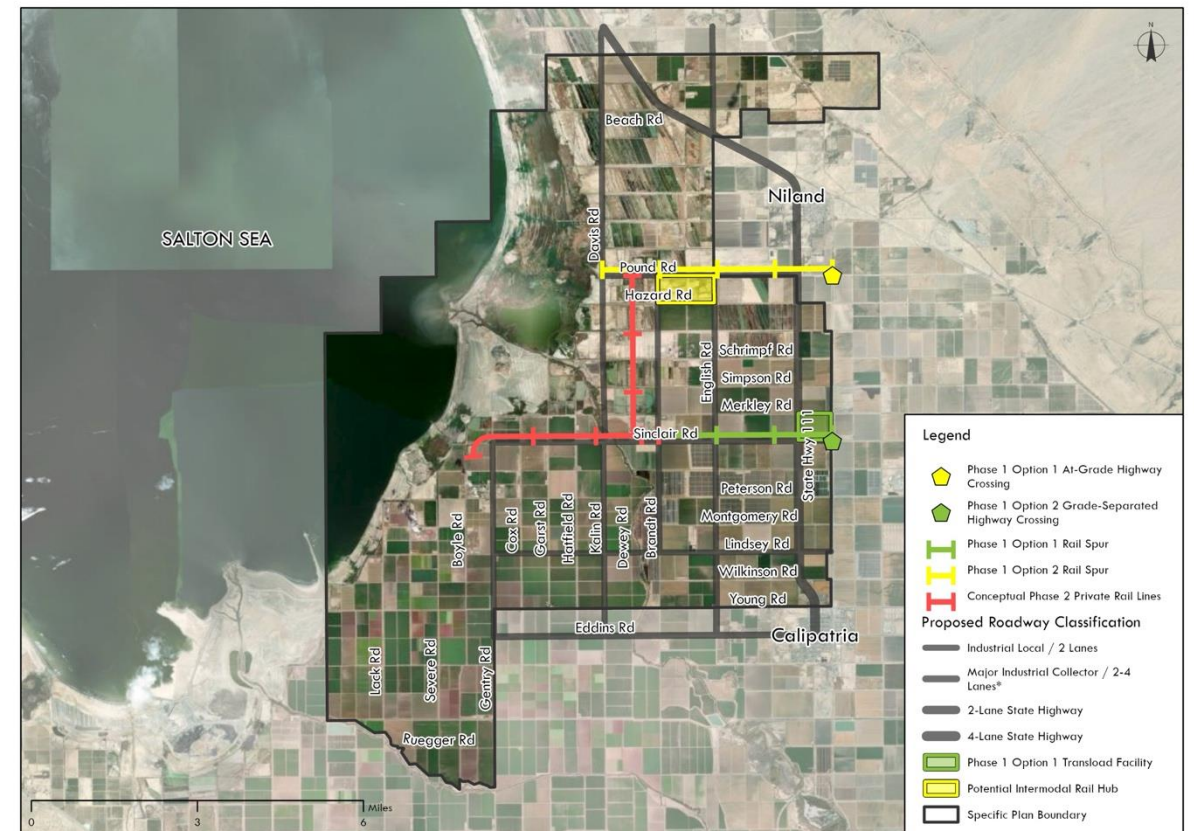 N
Beach Rd
Niland
SALTON SEA
Davis Rd
Pound Rd
Hazard Rd
English Rd
Schrimpf Rd
Simpson Rd
Merkley Rd
Sinclair Rd
State Hwy 111
Peterson Rd
Montgomery Rd
Lindsey Rd
Wilkinson Rd
Young Rd
Boyle Rd
Cox Rd
Garst Rd
Hatfield Rd
Kalin Rd
Dewey Rd
Brandt Rd
Eddins Rd
Calipatria
Lack Rd
Severe Rd
Gentry Rd
Ruegger Rd
Miles
0 3 6
Legend
Phase 1 Option 1 At-Grade Highway
Crossing
Phase 1 Option 2 Grade-Separated
Highway Crossing
Phase 1 Option 1 Rail Spur
Phase 1 Option 2 Rail Spur
Conceptual Phase 2 Private Rail Lines
Proposed Roadway Classification
Industrial Local / 2 Lanes
Major Industrial Collector / 2-4
Lanes*
2-Lane State Highway
4-Lane State Highway
Phase 1 Option 1 Transload Facility
Potential Intermodal Rail Hub
Specific Plan Boundary